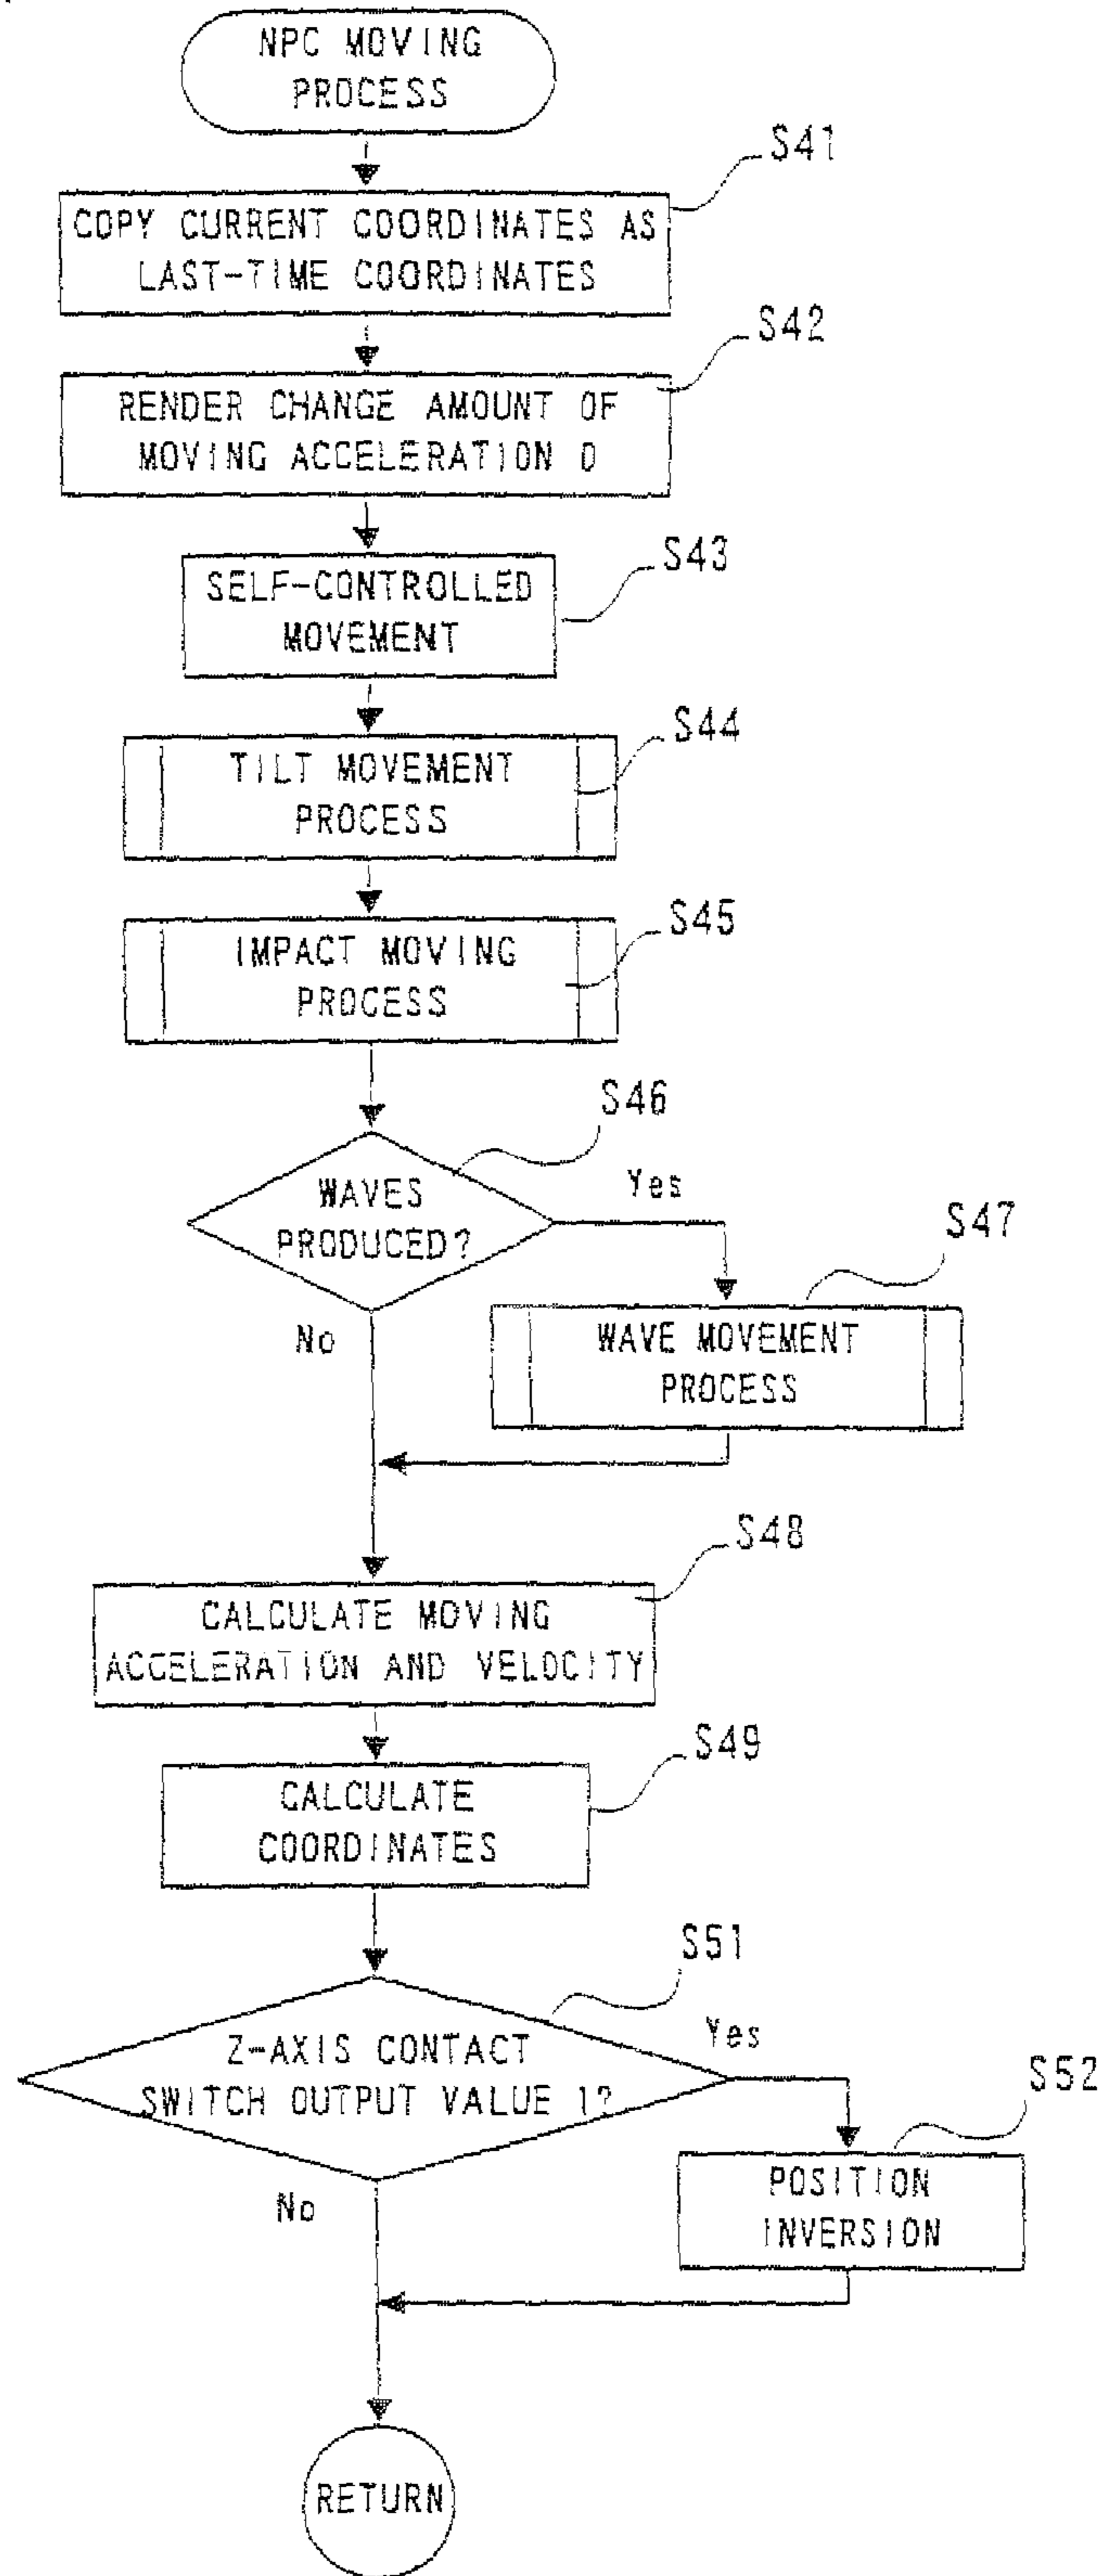 NPC MOVING
PROCESS
S41
COPY CURRENT COORDINATES AS
LAST-TIME COORDINATES
S42
RENDER CHANGE AMOUNT OF
MOVING ACCELERATION 0
S43
SELF-CONTROLLED
MOVEMENT
S44
TILT MOVEMENT
PROCESS
S45
IMPACT MOVING
PROCESS
S46
WAVES
PRODUCED?
Yes
No
S47
WAVE MOVEMENT
PROCESS
S48
CALCULATE MOVING
ACCELERATION AND VELOCITY
S49
CALCULATE
COORDINATES
S51
Z-AXIS CONTACT
SWITCH OUTPUT VALUE 1?
Yes
No
S52
POSITION
INVERSION
RETURN